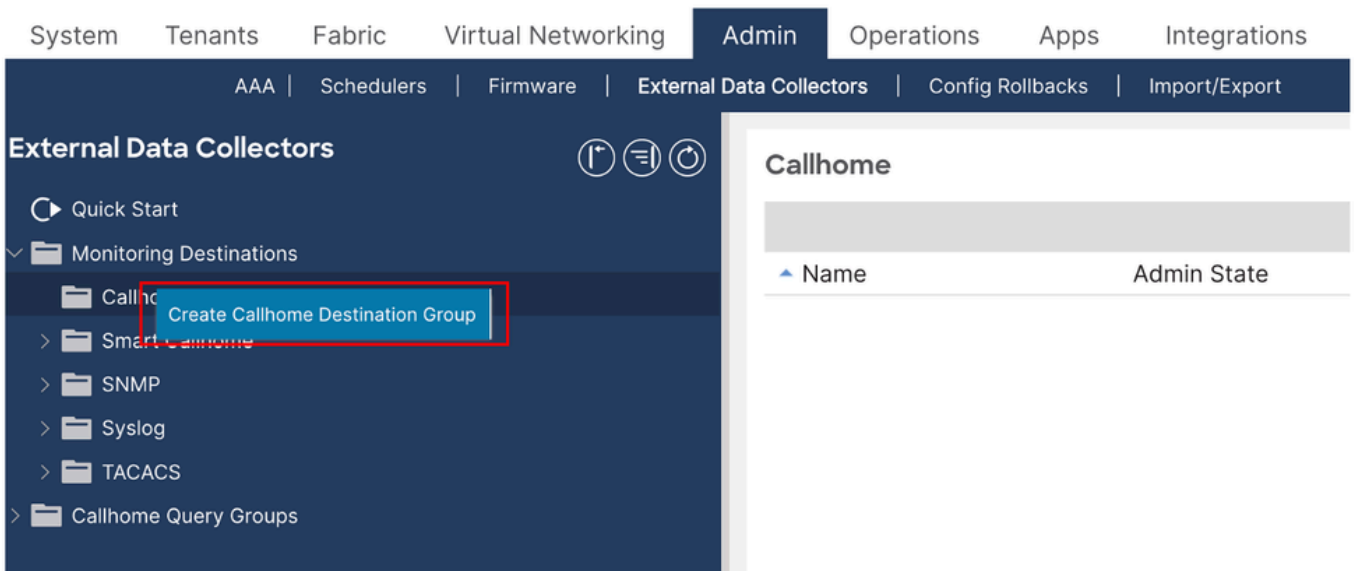 System Tenants Fabric Virtual Networking Admin Operations Apps Integrations
AAA | Schedulers | Firmware | External Data Collectors | Config Rollbacks | Import/Export
External Data Collectors
Quick Start
Monitoring Destinations
Create Callhome Destination Group
Smart Callhome
SNMP
Syslog
TACACS
Callhome Query Groups
Callhome
Name Admin State